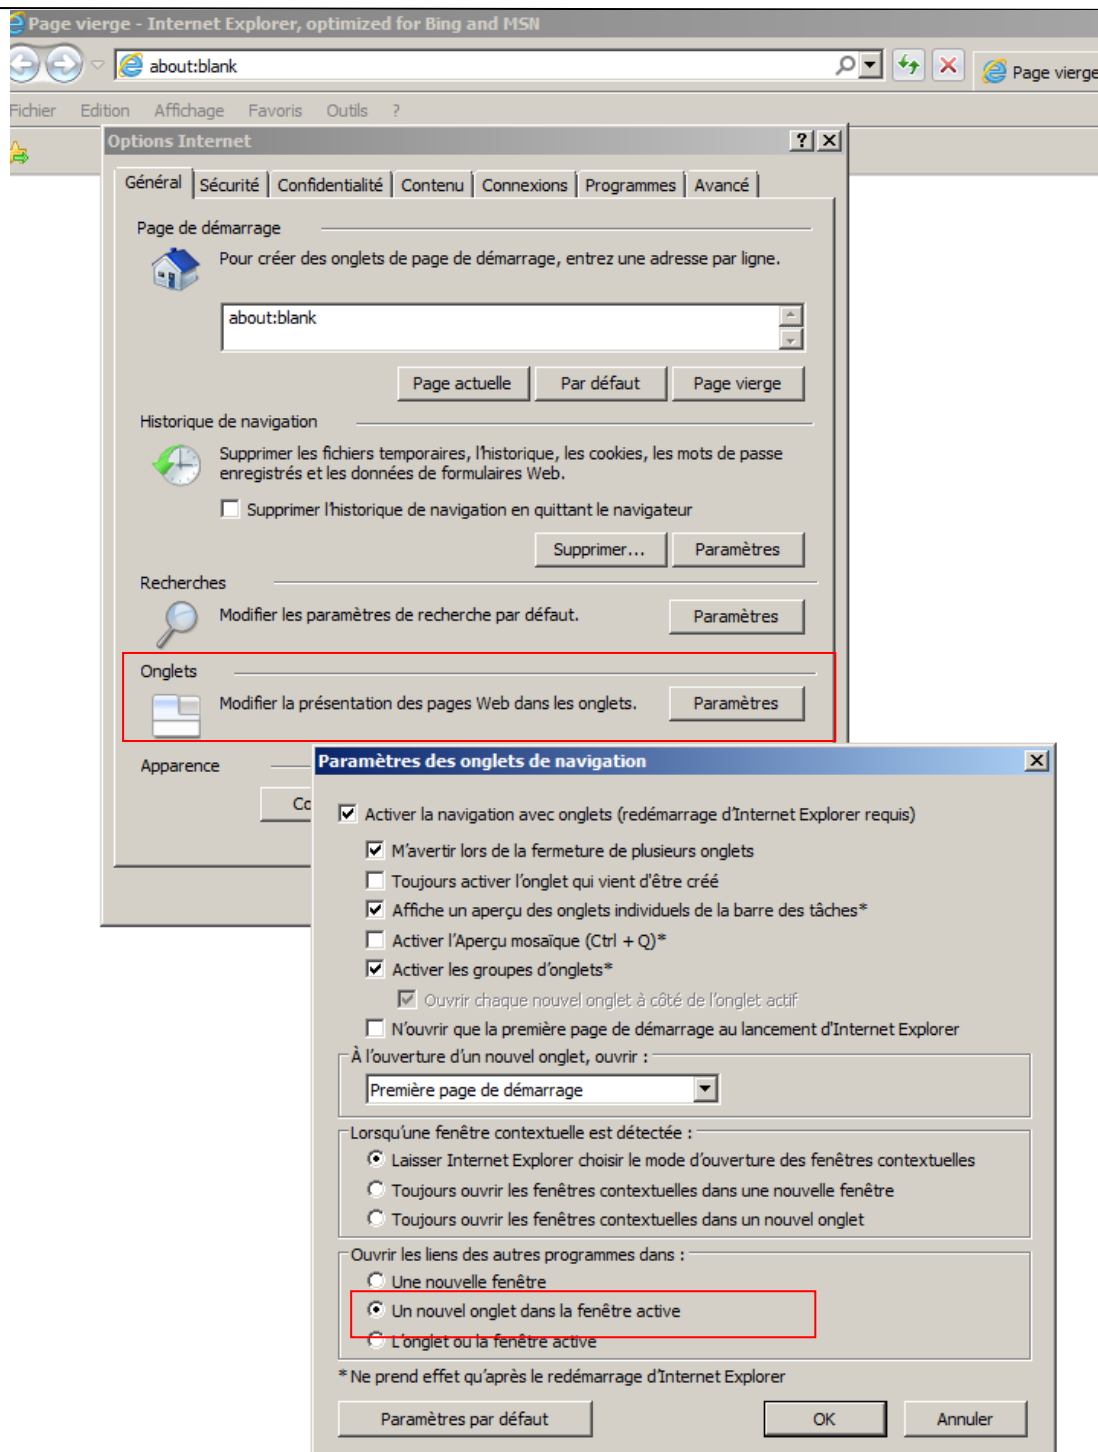 Page vierge - Internet Explorer, optimized for Bing and MSN
about:blank
Page vierge
Fichier Edition Affichage Favoris Outils ?
Options Internet
Général Sécurité Confidentialité Contenu Connexions Programmes Avancé
Page de démarrage
Pour créer des onglets de page de démarrage, entrez une adresse par ligne.
about:blank
Page actuelle Par défaut Page vierge
Historique de navigation
Supprimer les fichiers temporaires, l'historique, les cookies, les mots de passe
enregistrés et les données de formulaires Web.
Supprimer l'historique de navigation en quittant le navigateur
Supprimer... Paramètres
Recherches
Modifier les paramètres de recherche par défaut. Paramètres
Onglets
Modifier la présentation des pages Web dans les onglets. Paramètres
Apparence
Co
Paramètres des onglets de navigation
Activer la navigation avec onglets (redémarrage d'Internet Explorer requis)
M'avertir lors de la fermeture de plusieurs onglets
Toujours activer l'onglet qui vient d'être créé
Affiche un aperçu des onglets individuels de la barre des tâches*
Activer l'Aperçu mosaïque (Ctrl + Q)*
Activer les groupes d'onglets*
Ouvrir chaque nouvel onglet à côté de l'onglet actif
N'ouvrir que la première page de démarrage au lancement d'Internet Explorer
À l'ouverture d'un nouvel onglet, ouvrir :
Première page de démarrage
Lorsqu'une fenêtre contextuelle est détectée :
Laisser Internet Explorer choisir le mode d'ouverture des fenêtres contextuelles
Toujours ouvrir les fenêtres contextuelles dans une nouvelle fenêtre
Toujours ouvrir les fenêtres contextuelles dans un nouvel onglet
Ouvrir les liens des autres programmes dans :
Une nouvelle fenêtre
Un nouvel onglet dans la fenêtre active
L'onglet ou la fenêtre active
* Ne prend effet qu'après le redémarrage d'Internet Explorer
Paramètres par défaut OK Annuler